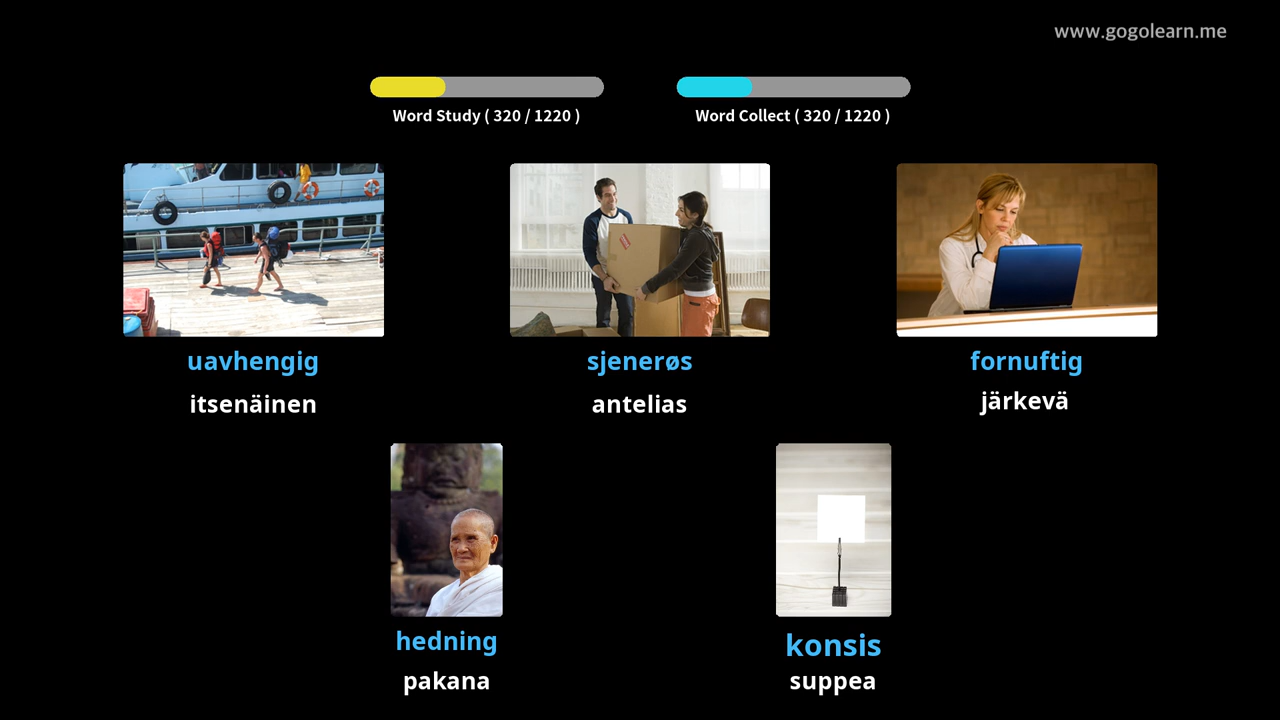 www.gogolearn.me
Word Study ( 320 / 1220 )
Word Collect ( 320 / 1220 )
uavhengig
itsenäinen
sjenerøs
antelias
fornuftig
järkevä
hedning
pakana
konsis
suppea